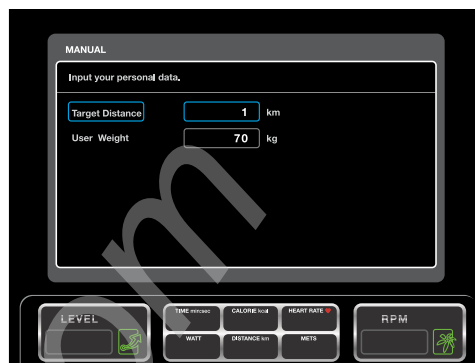 MANUAL
Input your personal data.
Target Distance 1 km
User Weight 70 kg
LEVEL
TIME min:sec CALORIE kcal HEART RATE
RPM
WATT DISTANCE km METS
om